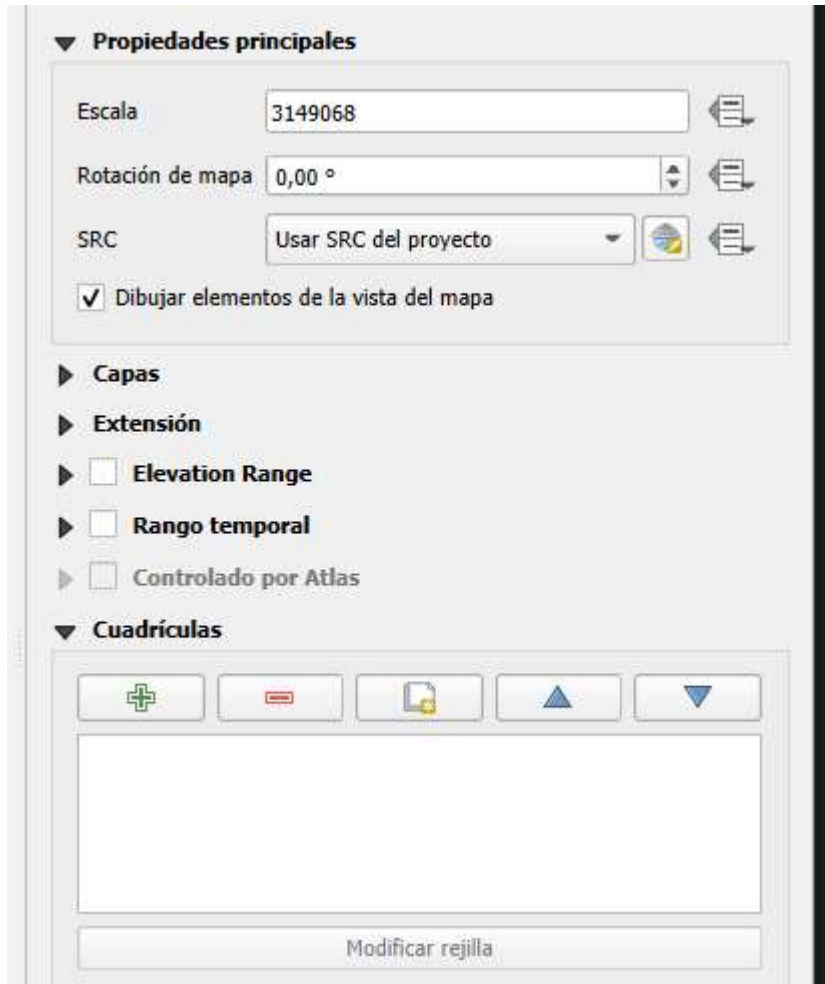 Propiedades principales
Escala 3149068
Rotación de mapa 0,00 °
SRC Usar SRC del proyecto
Dibujar elementos de la vista del mapa
Capas
Extensión
Elevation Range
Rango temporal
Controlado por Atlas
Cuadrículas
Modificar rejilla